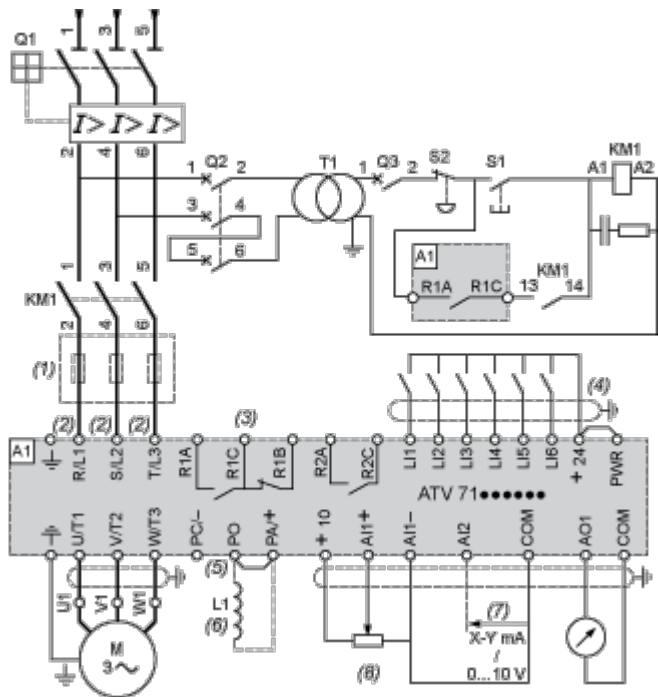 1 3 5
Q1
I> I> I>
2 4 6
1 Q2 2 T1 1 Q3 2 S2 S1 KM1
A1 A2
3 4
5 6
A1
R1A R1C 13 KM1 14
1 3 5
KM1
2 4 6
(1)
(2) (2) (2) (3) (4)
A1 R/L1 S/L2 T/L3 R1A R1C R1B R2A R2C LI1 LI2 LI3 LI4 LI5 LI6 + 24 PWR
ATV 71••••••
U/T1 V/T2 W/T3 PC/- PO PA/+ + 10 AI1+ AI1- AI2 COM AO1 COM
(5)
U1 V1 W1 L1
(6)
(7)
X-Y mA
/
0...10 V
M
3~
(8)